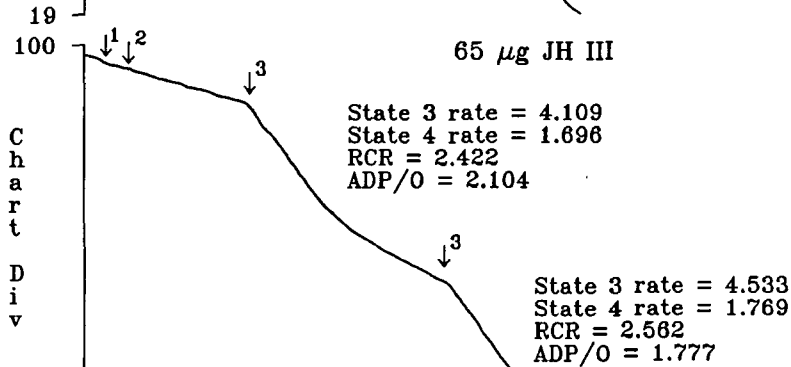 19
100
1
2
3
65 μg JH III
State 3 rate = 4.109
State 4 rate = 1.696
RCR = 2.422
ADP/O = 2.104
3
Chart Div
State 3 rate = 4.533
State 4 rate = 1.769
RCR = 2.562
ADP/O = 1.777